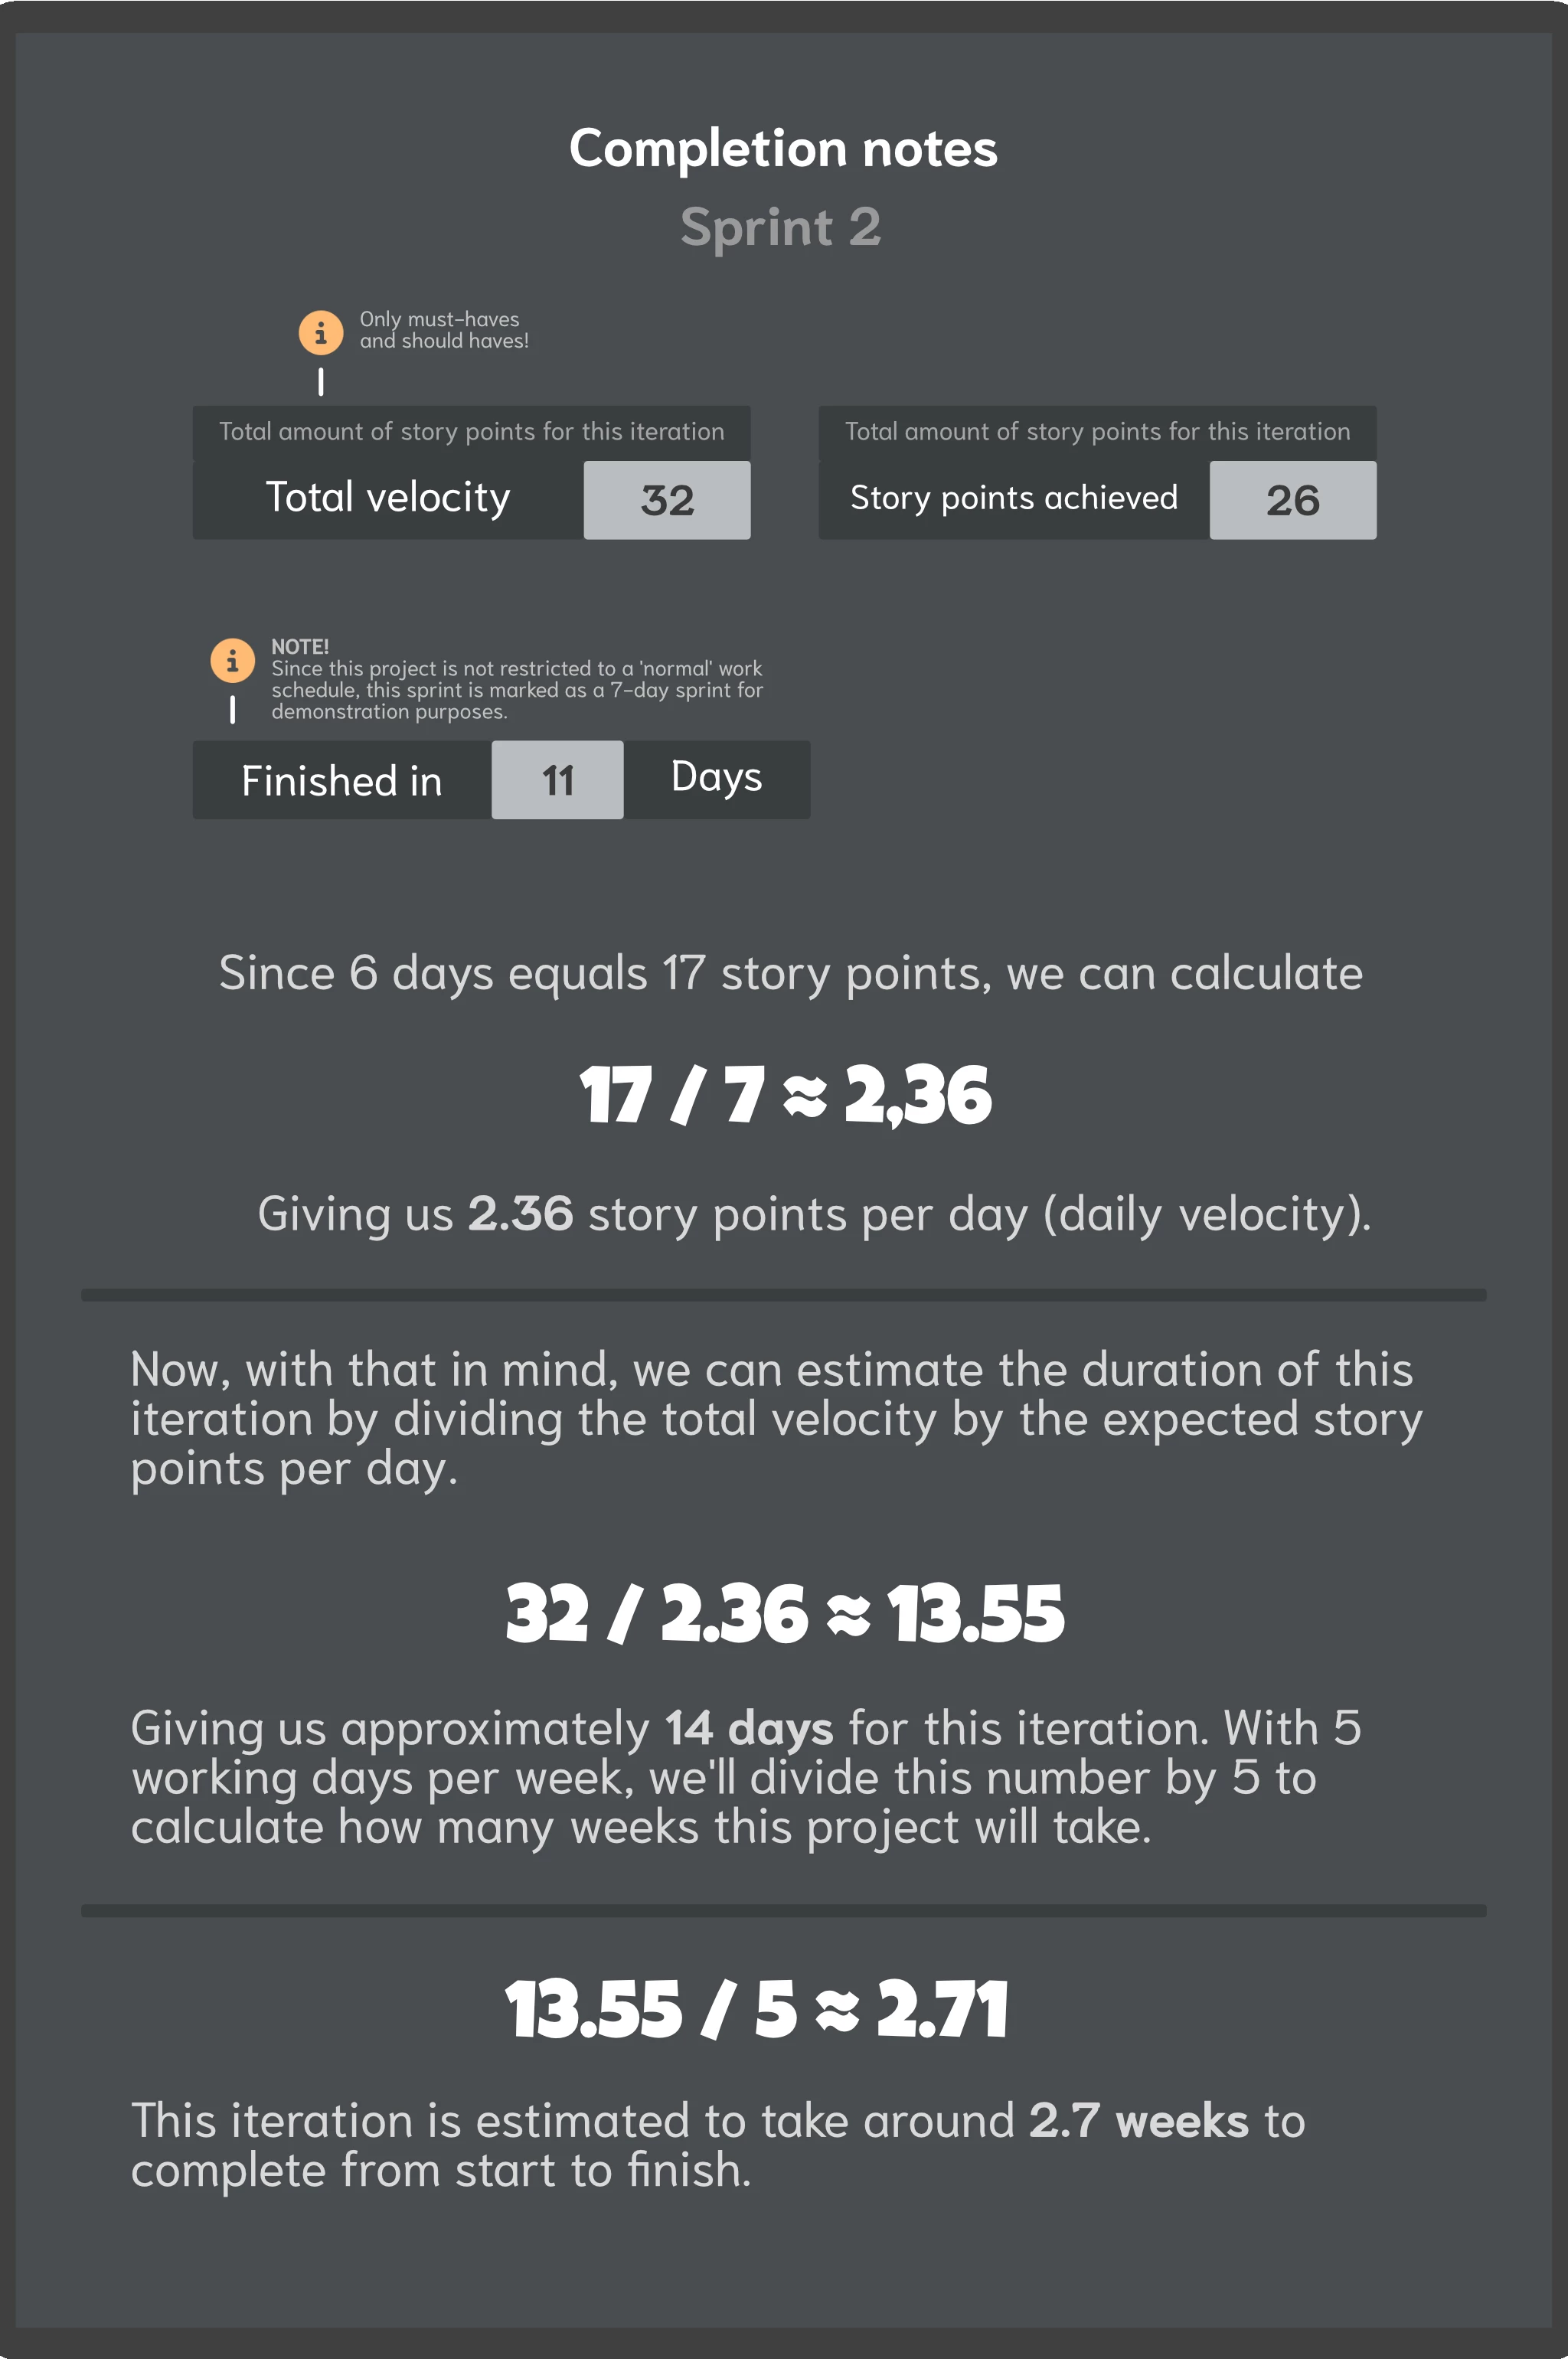 Completion notes
Sprint 2
Only must-haves
and should haves!
Total amount of story points for this iteration
Total velocity 32
Total amount of story points for this iteration
Story points achieved 26
NOTE!
Since this project is not restricted to a 'normal' work
schedule, this sprint is marked as a 7-day sprint for
demonstration purposes.
Finished in 11 Days
Since 6 days equals 17 story points, we can calculate
17 / 7 ≈ 2,36
Giving us 2.36 story points per day (daily velocity).
Now, with that in mind, we can estimate the duration of this
iteration by dividing the total velocity by the expected story
points per day.
32 / 2.36 ≈ 13.55
Giving us approximately 14 days for this iteration. With 5
working days per week, we'll divide this number by 5 to
calculate how many weeks this project will take.
13.55 / 5 ≈ 2.71
This iteration is estimated to take around 2.7 weeks to
complete from start to finish.